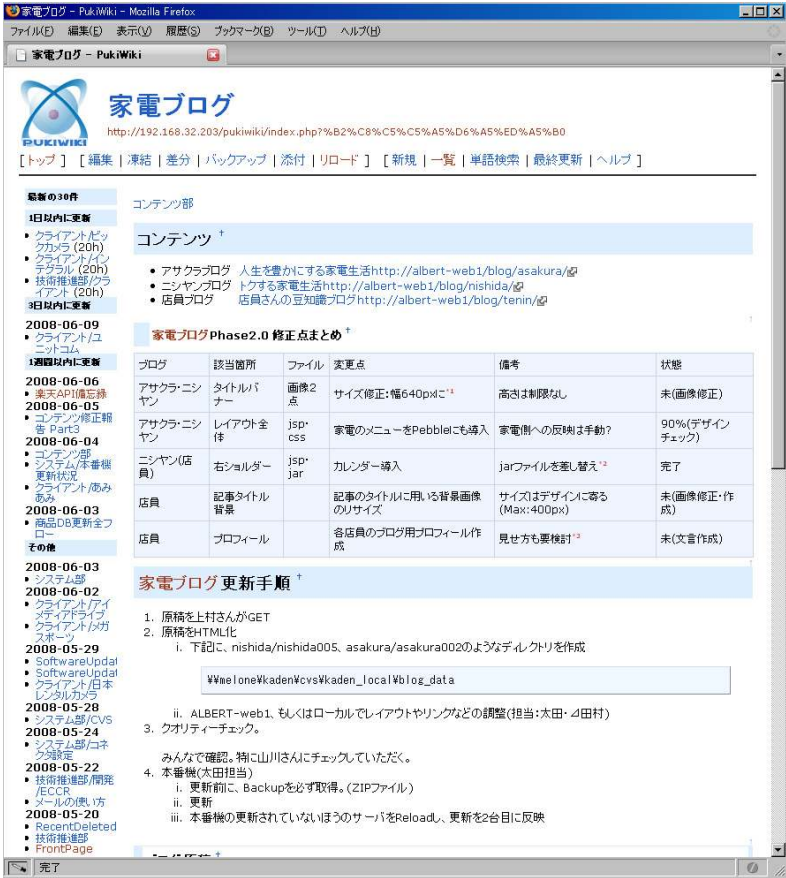 家電ブログ - PukiWiki - Mozilla Firefox
ファイル(F) 編集(E) 表示(V) 履歴(S) ブックマーク(B) ツール(T) ヘルプ(H)
家電ブログ - PukiWiki
家電ブログ
http://192.168.32.203/pukiwiki/index.php?%B2%C8%C5%C5%A5%D6%A5%ED%A5%B0
PUKIWIKI
[ トップ ] [ 編集 | 凍結 | 差分 | バックアップ | 添付 | リロード ] [ 新規 | 一覧 | 単語検索 | 最終更新 | ヘルプ ]
最新の30件
1日以内に更新
クライアント/ビッ
クカメラ (20h)
クライアント/イン
テグラル (20h)
技術推進部/クラ
イアント (20h)
3日以内に更新
2008-06-09
クライアント/ユ
ニットコム
1週間以内に更新
2008-06-06
楽天API備忘録
2008-06-05
コンテンツ修正報
告 Part3
2008-06-04
コンテンツ部
システム/本番機
更新状況
クライアント/あみ
あみ
2008-06-03
商品DB更新全フ
ロー
その他
2008-06-03
システム部
2008-06-02
クライアント/アイ
メディアドライブ
クライアント/メガ
スポーツ
2008-05-29
SoftwareUpdat
SoftwareUpdat
クライアント/日本
レンタルカメラ
2008-05-28
システム部/CVS
2008-05-24
システム部/コネ
クタ設定
2008-05-22
技術推進部/開発
/ECCR
メールの使い方
2008-05-20
RecentDeleted
技術推進部
FrontPage
コンテンツ部
コンテンツ †
アサクラブログ 人生を豊かにする家電生活http://albert-web1/blog/asakura/
ニシヤンブログ トクする家電生活http://albert-web1/blog/nishida/
店員ブログ 店員さんの豆知識ブログhttp://albert-web1/blog/tenin/
家電ブログPhase2.0 修正点まとめ †
ブログ 該当箇所 ファイル 変更点 備考 状態
アサクラ・ニシヤン タイトルバナー 画像2点 サイズ修正:幅640pxに*1 高さは制限なし 未(画像修正)
アサクラ・ニシヤン レイアウト全体 jsp・css 家電のメニューをPebbleにも導入 家電側への反映は手動? 90%(デザインチェック)
ニシヤン(店員) 右ショルダー jsp・jar カレンダー導入 jarファイルを差し替え*2 完了
店員 記事タイトル背景 記事のタイトルに用いる背景画像のリサイズ サイズはデザインに寄る(Max:400px) 未(画像修正・作成)
店員 プロフィール 各店員のブログ用プロフィール作成 見せ方も要検討*3 未(文言作成)
家電ブログ更新手順 †
1. 原稿を上村さんがGET
2. 原稿をHTML化
i. 下記に、nishida/nishida005、asakura/asakura002のようなディレクトリを作成
¥¥melone¥kaden¥cvs¥kaden_local¥blog_data
ii. ALBERT-web1、もしくはローカルでレイアウトやリンクなどの調整(担当:太田・⊿田村)
3. クオリティーチェック。
みんなで確認。特に山川さんにチェックしていただく。
4. 本番機(太田担当)
i. 更新前に、Backupを必ず取得。(ZIPファイル)
ii. 更新
iii. 本番機の更新されていないほうのサーバをReloadし、更新を2台目に反映
完了